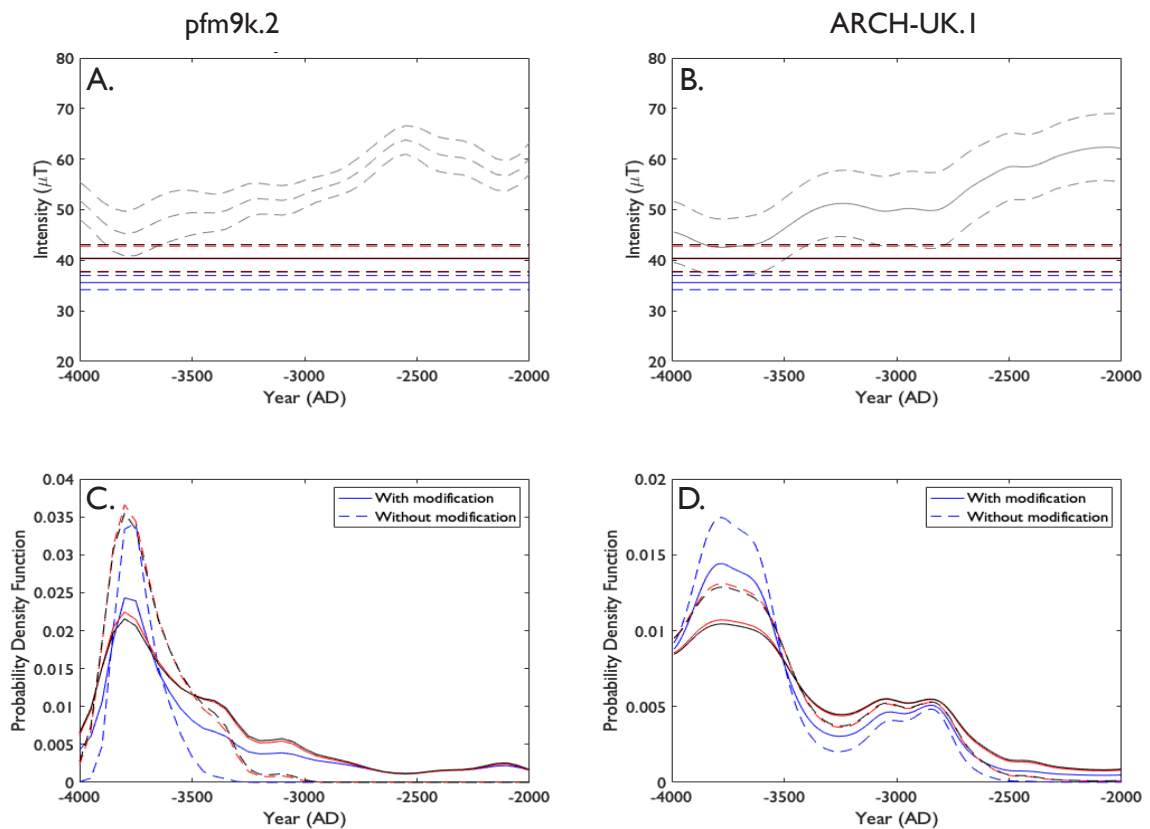 pfm9k.2
ARCH-UK.1
A.
80
70
60
50
40
30
20
Intensity (μT)
-4000 -3500 -3000 -2500 -2000
Year (AD)
B.
80
70
60
50
40
30
20
Intensity (μT)
-4000 -3500 -3000 -2500 -2000
Year (AD)
C.
0.04
0.035
0.03
0.025
0.02
0.015
0.01
0.005
0
Probability Density Function
With modification
Without modification
-4000 -3500 -3000 -2500 -2000
Year (AD)
D.
0.02
0.015
0.01
0.005
0
Probability Density Function
With modification
Without modification
-4000 -3500 -3000 -2500 -2000
Year (AD)